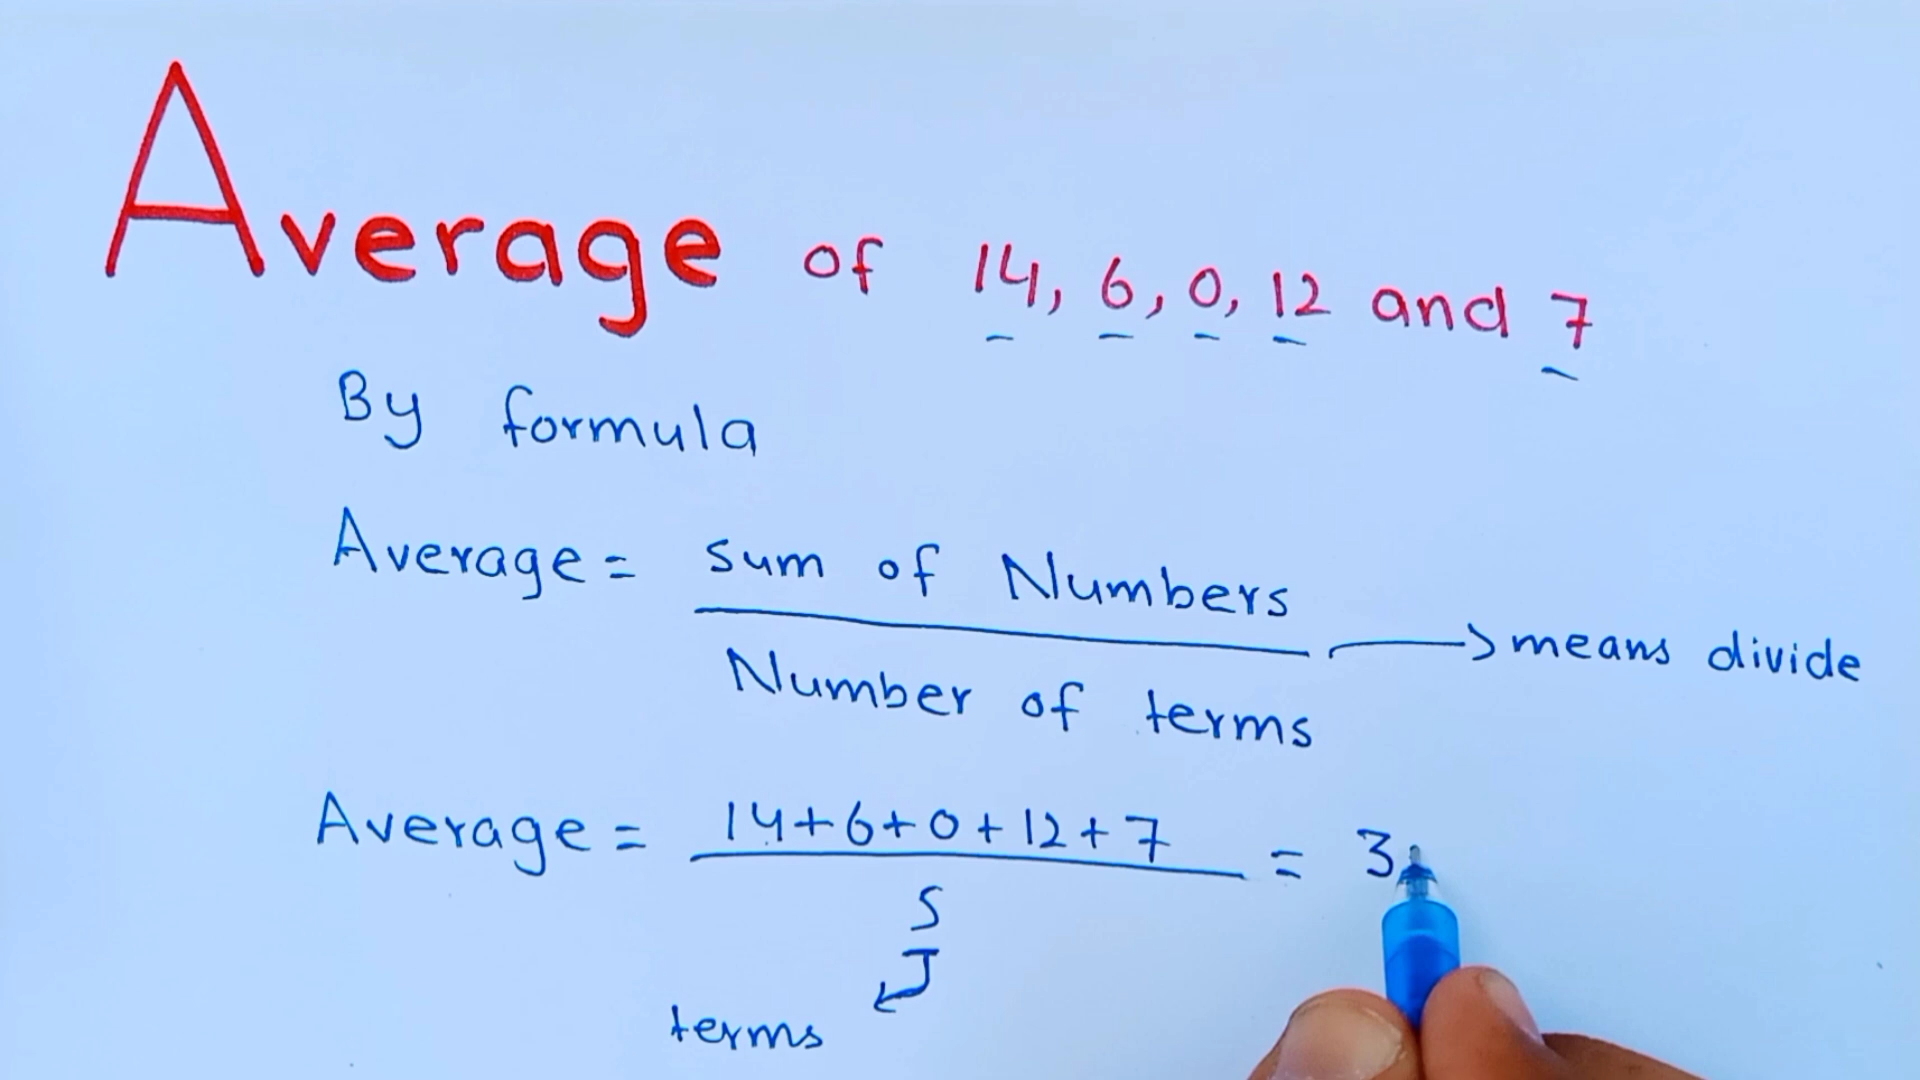 Average of 14, 6, 0, 12 and 7
By formula
Average = sum of Numbers
Number of terms → means divide
Average = 14+6+0+12+7 = 3
5
terms